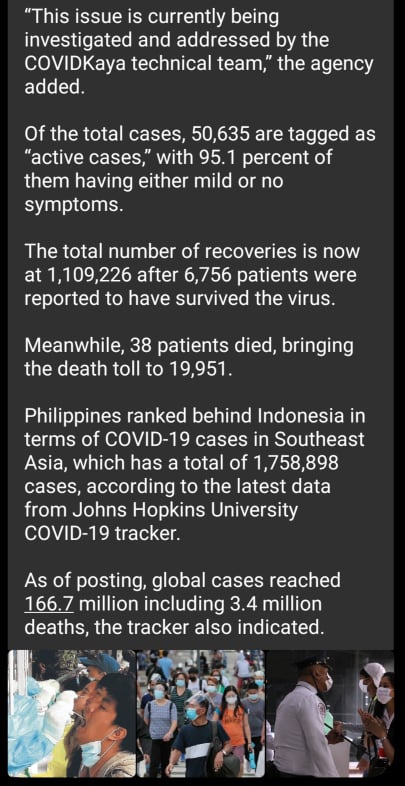 “This issue is currently being
investigated and addressed by the
COVIDKaya technical team,” the agency
added.
Of the total cases, 50,635 are tagged as
“active cases,” with 95.1 percent of
them having either mild or no
symptoms.
The total number of recoveries is now
at 1,109,226 after 6,756 patients were
reported to have survived the virus.
Meanwhile, 38 patients died, bringing
the death toll to 19,951.
Philippines ranked behind Indonesia in
terms of COVID-19 cases in Southeast
Asia, which has a total of 1,758,898
cases, according to the latest data
from Johns Hopkins University
COVID-19 tracker.
As of posting, global cases reached
166.7 million including 3.4 million
deaths, the tracker also indicated.